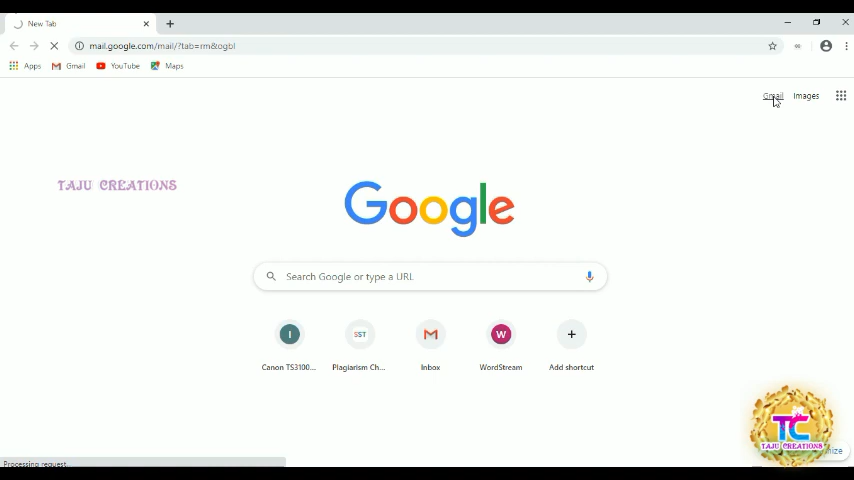 New Tab
mail.google.com/mail/?tab=rm&ogbl
Apps Gmail YouTube Maps
Gmail Images
TAJU CREATIONS
Google
Search Google or type a URL
I SST W
Canon TS3100... Plagiarism Ch... Inbox WordStream Add shortcut
TC
TAJU CREATIONS
Processing request...